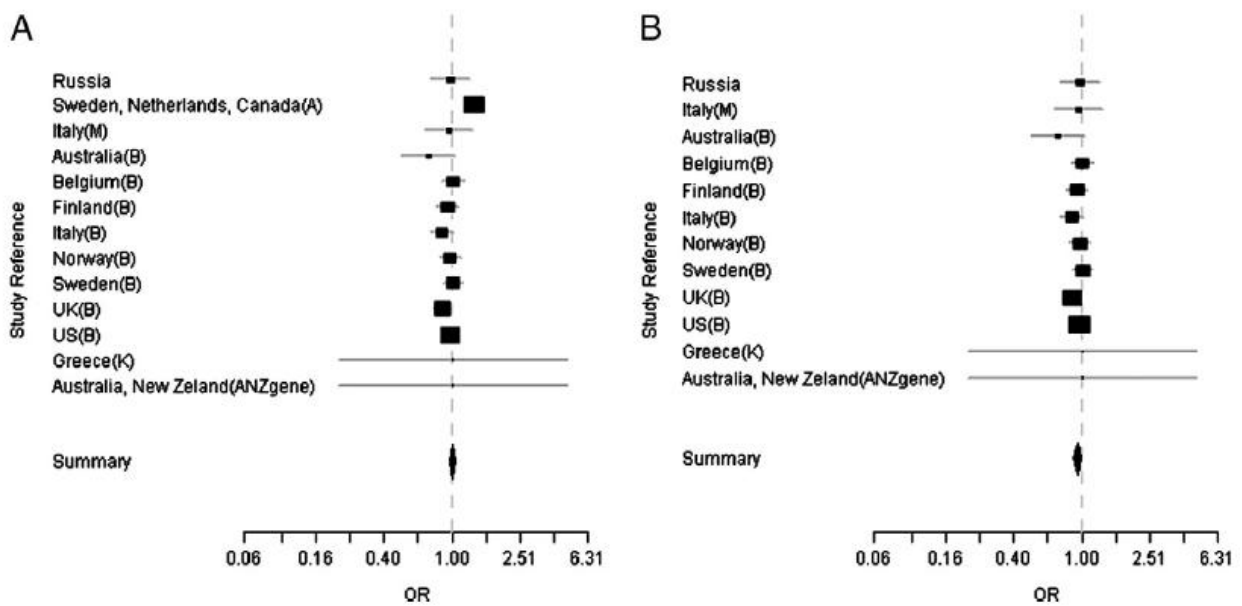 A
Study Reference
Russia
Sweden, Netherlands, Canada(A)
Italy(M)
Australia(B)
Belgium(B)
Finland(B)
Italy(B)
Norway(B)
Sweden(B)
UK(B)
US(B)
Greece(K)
Australia, New Zeland(ANZgene)
Summary
0.06 0.16 0.40 1.00 2.51 6.31
OR
B
Study Reference
Russia
Italy(M)
Australia(B)
Belgium(B)
Finland(B)
Italy(B)
Norway(B)
Sweden(B)
UK(B)
US(B)
Greece(K)
Australia, New Zeland(ANZgene)
Summary
0.06 0.16 0.40 1.00 2.51 6.31
OR